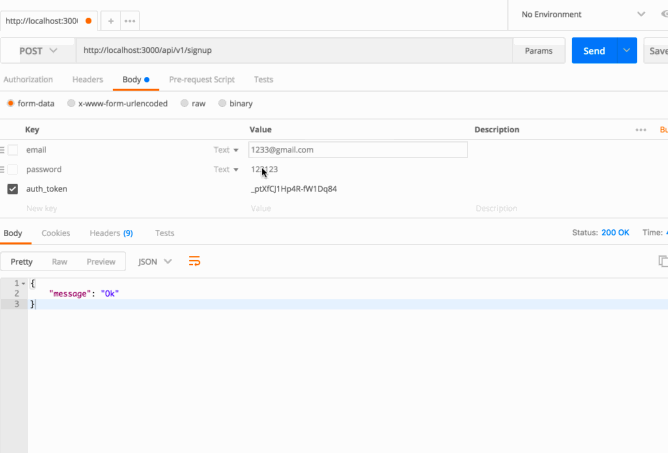 http://localhost:300
No Environment
POST http://localhost:3000/api/v1/signup Params Send Save
Authorization Headers Body Pre-request Script Tests
form-data x-www-form-urlencoded raw binary
Key Value Description
email Text 1233@gmail.com
password Text 123123
auth_token _ptXfCJ1Hp4R-fW1Dq84
New key Value Description
Body Cookies Headers (9) Tests Status: 200 OK Time:
Pretty Raw Preview JSON
1 {
2 "message": "Ok"
3 }